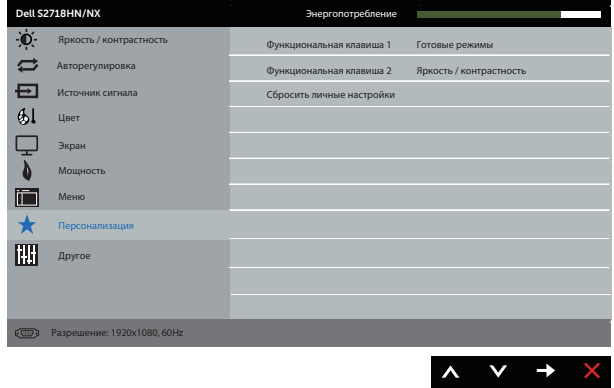 Dell S2718HN/NX Энергопотребление
Яркость / контрастность
Авторегулировка
Источник сигнала
Цвет
Экран
Мощность
Меню
Персонализация
Другое
Функциональная клавиша 1 Готовые режимы
Функциональная клавиша 2 Яркость / контрастность
Сбросить личные настройки
Разрешение: 1920x1080, 60Hz